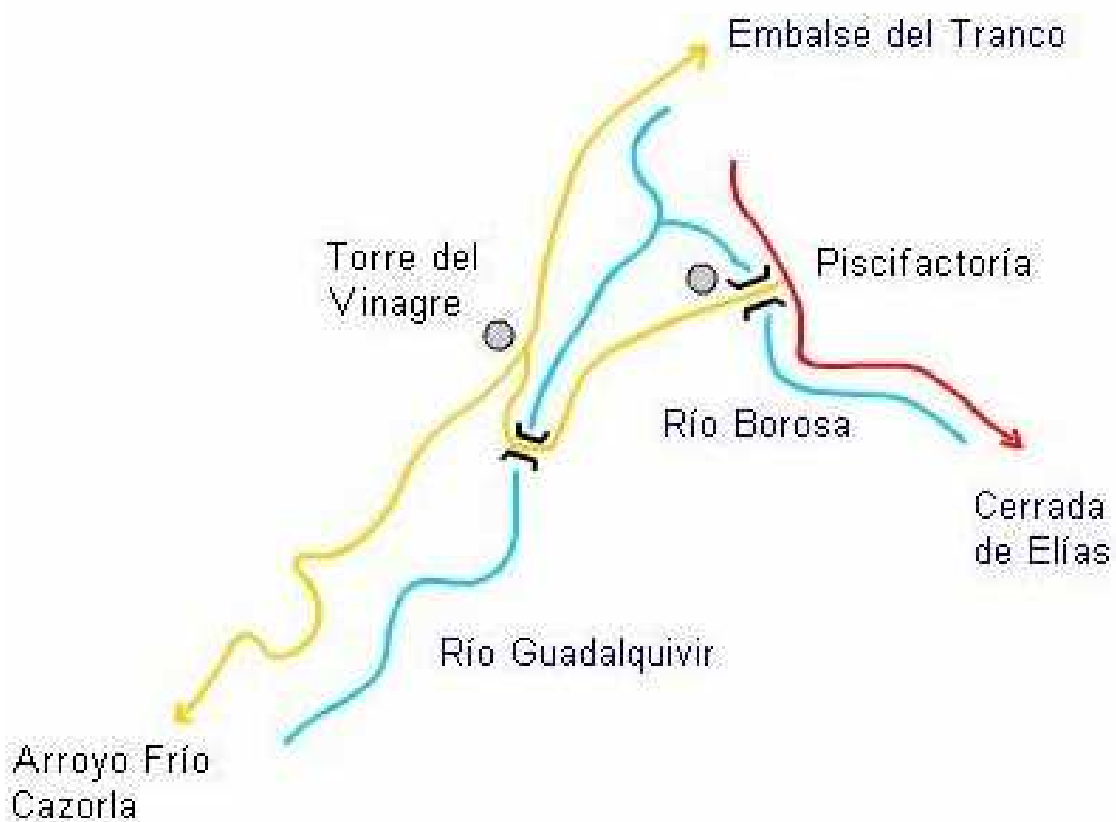 Embalse del Tranco
Torre del
Vinagre
Piscifactoría
Río Borosa
Cerrada
de Elías
Río Guadalquivir
Arroyo Frío
Cazorla